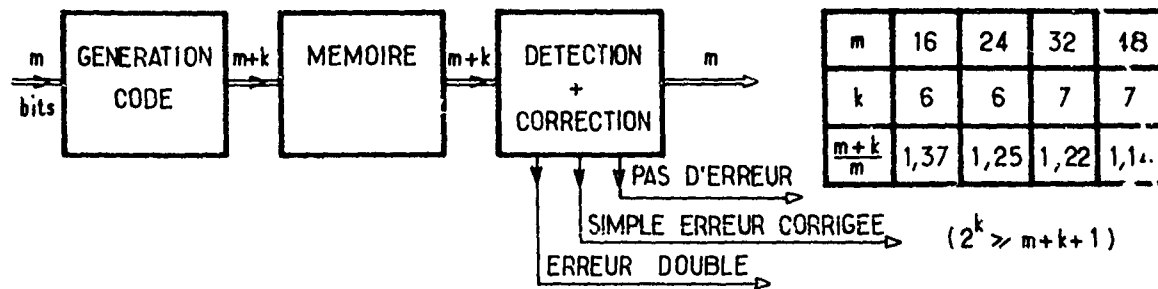 m
bits
GENERATION
CODE
m+k
MEMOIRE
m+k
DETECTION
+
CORRECTION
m
PAS D'ERREUR
SIMPLE ERREUR CORRIGEE
ERREUR DOUBLE
m 16 24 32 48
k 6 6 7 7
m+k
m
1,37 1,25 1,22
(2^k ⩾ m+k+1)